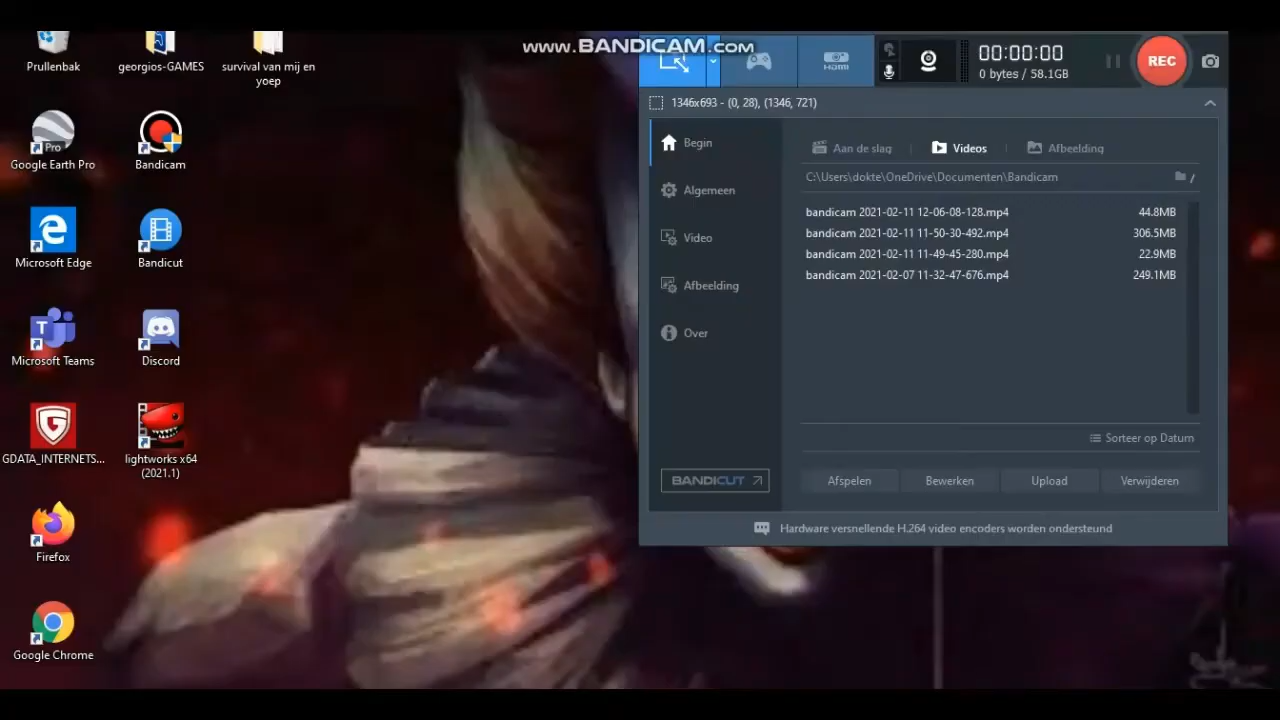 www.BANDICAM.com
Prullenbak
georgios-GAMES
survival van mij en
yoep
Pro
Google Earth Pro
Bandicam
Microsoft Edge
Bandicut
Microsoft Teams
Discord
GDATA_INTERNETS...
lightworks x64
(2021.1)
Firefox
Google Chrome
HDMI
00:00:00
0 bytes / 58.1GB
REC
1346x693 - (0, 28), (1346, 721)
Begin
Algemeen
Video
Afbeelding
Over
BANDICUT
Aan de slag
Videos
Afbeelding
C:\Users\dokte\OneDrive\Documenten\Bandicam
bandicam 2021-02-11 12-06-08-128.mp4 44.8MB
bandicam 2021-02-11 11-50-30-492.mp4 306.5MB
bandicam 2021-02-11 11-49-45-280.mp4 22.9MB
bandicam 2021-02-07 11-32-47-676.mp4 249.1MB
Sorteer op Datum
Afspelen Bewerken Upload Verwijderen
Hardware versnellende H.264 video encoders worden ondersteund